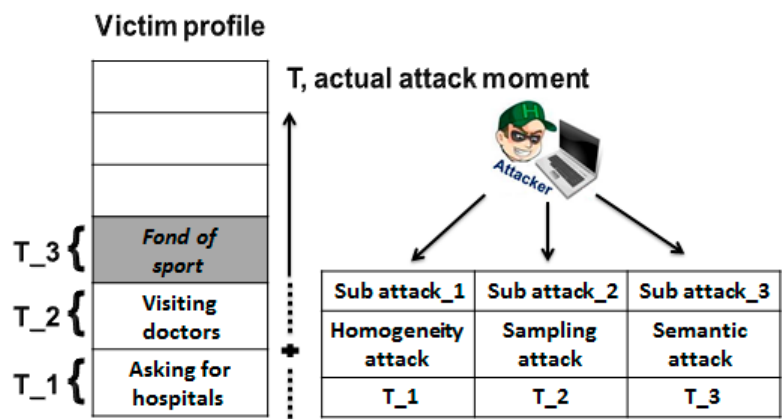 Victim profile
T, actual attack moment
H
Attacker
T_3 {
Fond of
sport
T_2 {
Visiting
doctors
T_1 {
Asking for
hospitals
Sub attack_1 Sub attack_2 Sub attack_3
Homogeneity Sampling Semantic
attack attack attack
T_1 T_2 T_3